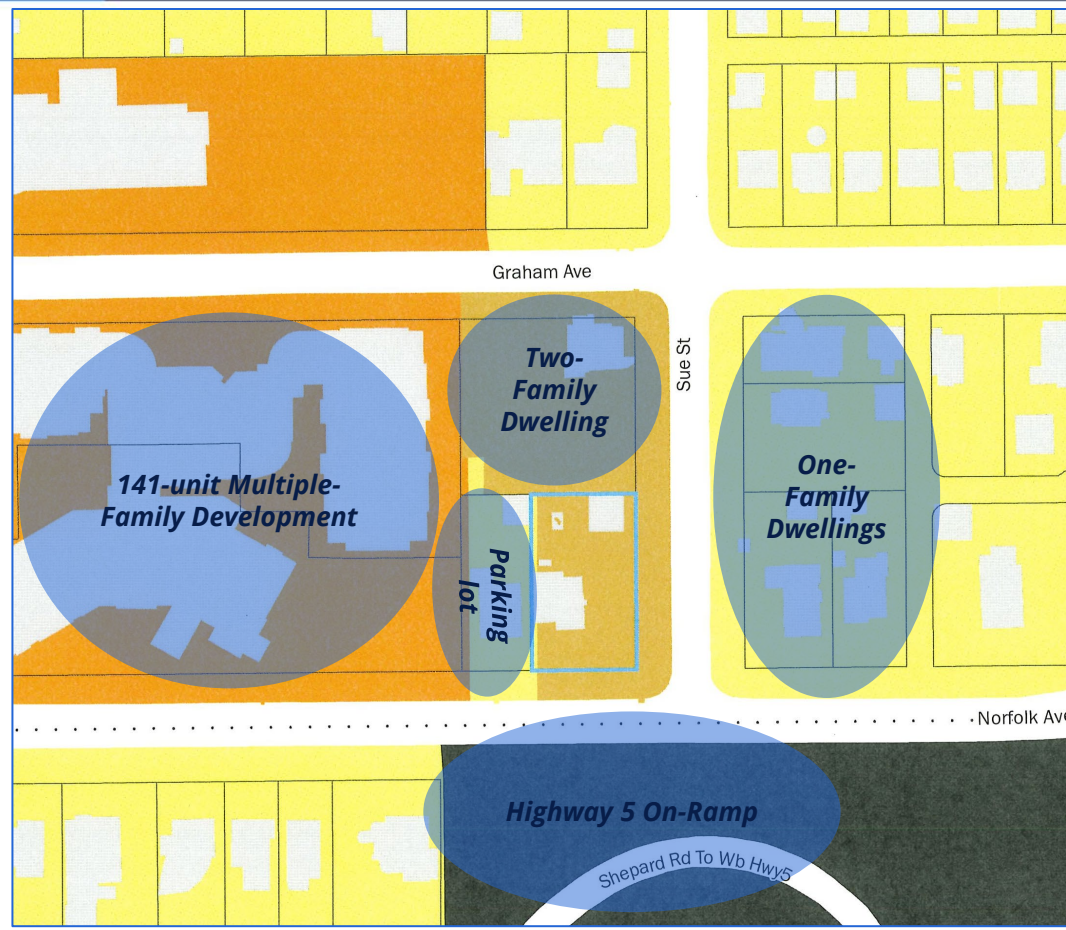 Graham Ave
Two-
Family
Dwelling
Sue St
141-unit Multiple-
Family Development
One-
Family
Dwellings
Parking
lot
Norfolk Ave
Highway 5 On-Ramp
Shepard Rd To Wb Hwy5